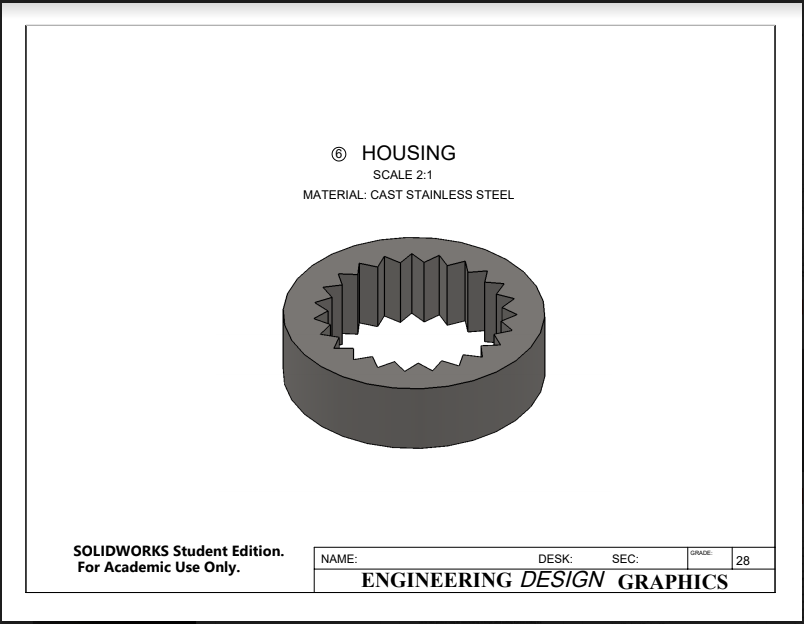 ⑥ HOUSING
SCALE 2:1
MATERIAL: CAST STAINLESS STEEL
SOLIDWORKS Student Edition.
For Academic Use Only.
NAME: DESK: SEC: GRADE: 28
ENGINEERING DESIGN GRAPHICS